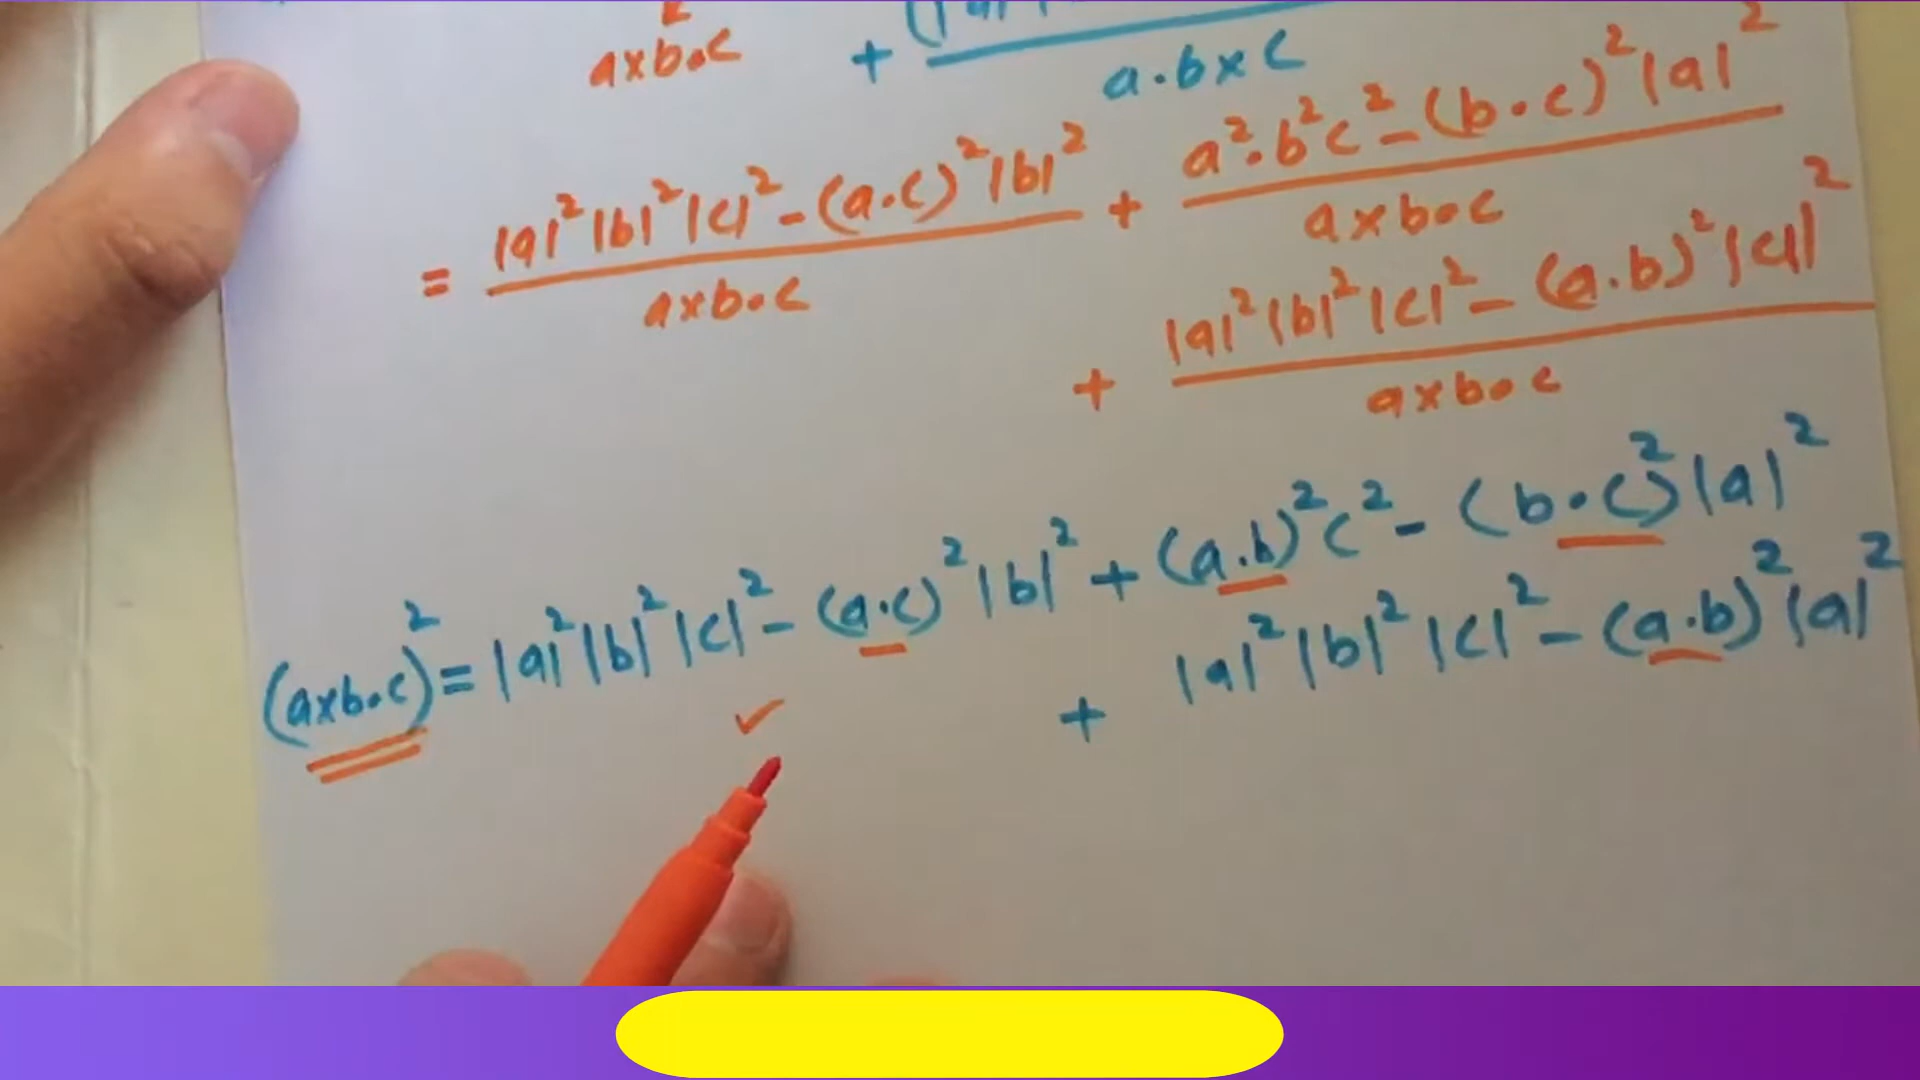 a×b•c + a.b×c
= |a|²|b|²|c|² - (a.c)²|b|² / a×b•c + a².b²c² - (b•c)²|a|² / a×b•c
+ |a|²|b|²|c|² - (a.b)²|c|² / a×b•c
(a×b•c)² = |a|²|b|²|c|² - (a•c)²|b|² + (a.b)²c² - (b•c)²|a|²
+ |a|²|b|²|c|² - (a.b)²|a|²